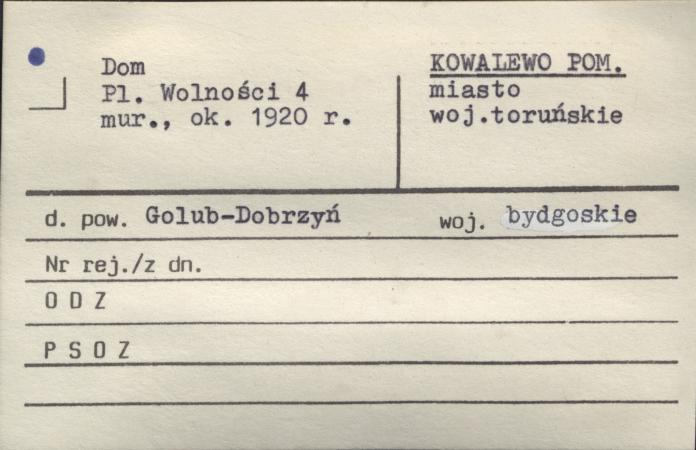 Dom
Pl. Wolności 4
mur., ok. 1920 r.
KOWALEWO POM.
miasto
woj.toruńskie
d. pow. Golub-Dobrzyń woj. bydgoskie
Nr rej./z dn.
O D Z
P S O Z